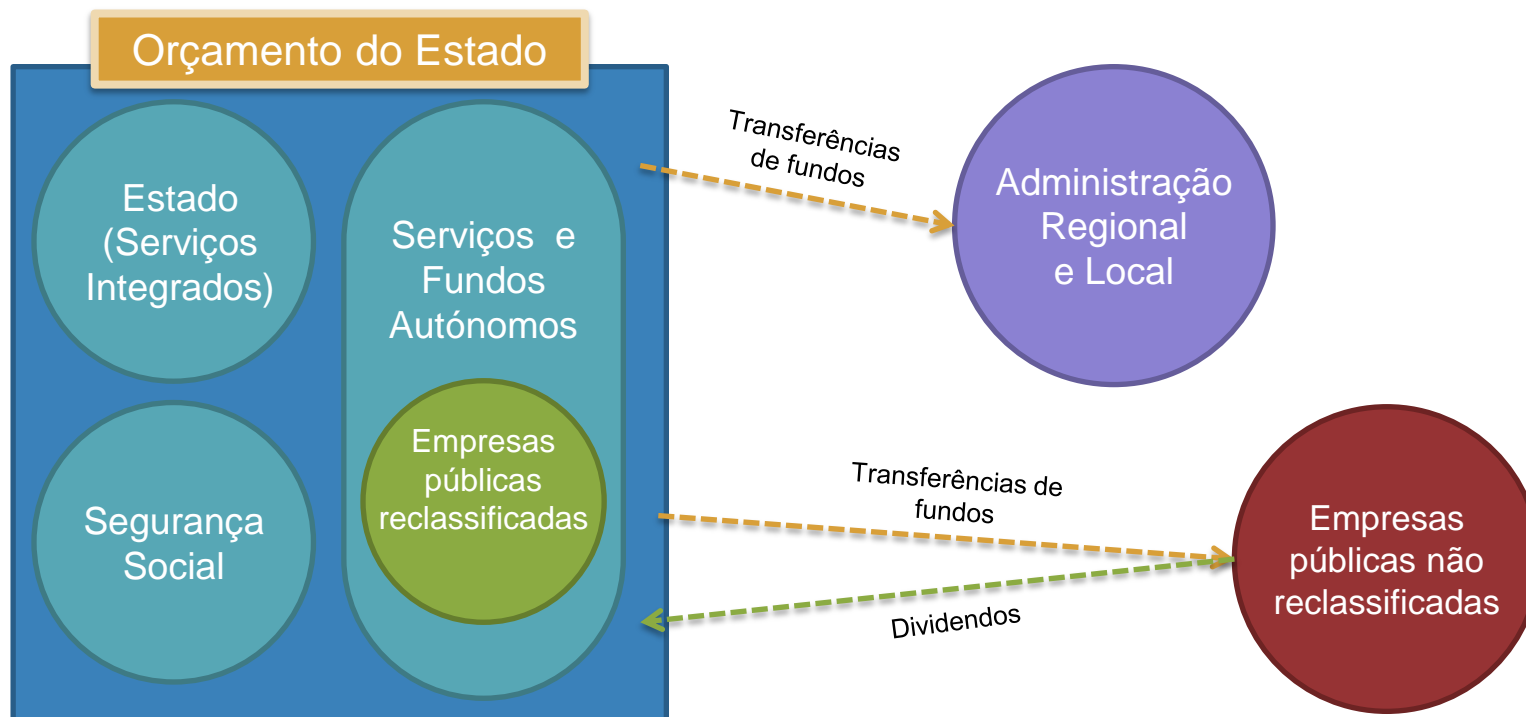 Orçamento do Estado
Estado
(Serviços
Integrados)
Serviços e
Fundos
Autónomos
Empresas
públicas
reclassificadas
Segurança
Social
Transferências
de fundos
Administração
Regional
e Local
Transferências de
fundos
Dividendos
Empresas
públicas não
reclassificadas